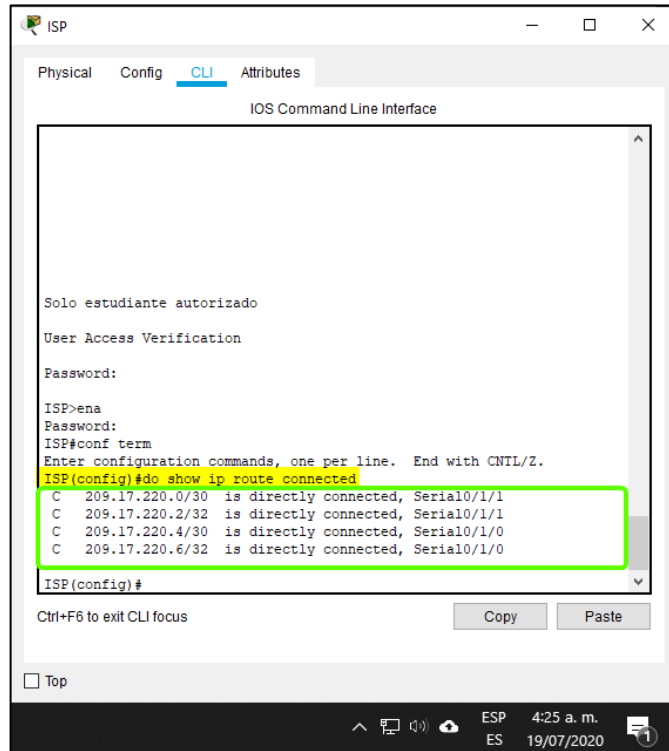 ISP
Physical Config CLI Attributes
IOS Command Line Interface
Solo estudiante autorizado
User Access Verification
Password:
ISP>ena
Password:
ISP#conf term
Enter configuration commands, one per line.  End with CNTL/Z.
ISP(config)#do show ip route connected
C   209.17.220.0/30  is directly connected, Serial0/1/1
C   209.17.220.2/32  is directly connected, Serial0/1/1
C   209.17.220.4/30  is directly connected, Serial0/1/0
C   209.17.220.6/32  is directly connected, Serial0/1/0
ISP(config)#
Ctrl+F6 to exit CLI focus Copy Paste
Top
ESP 4:25 a. m.
ES 19/07/2020 1